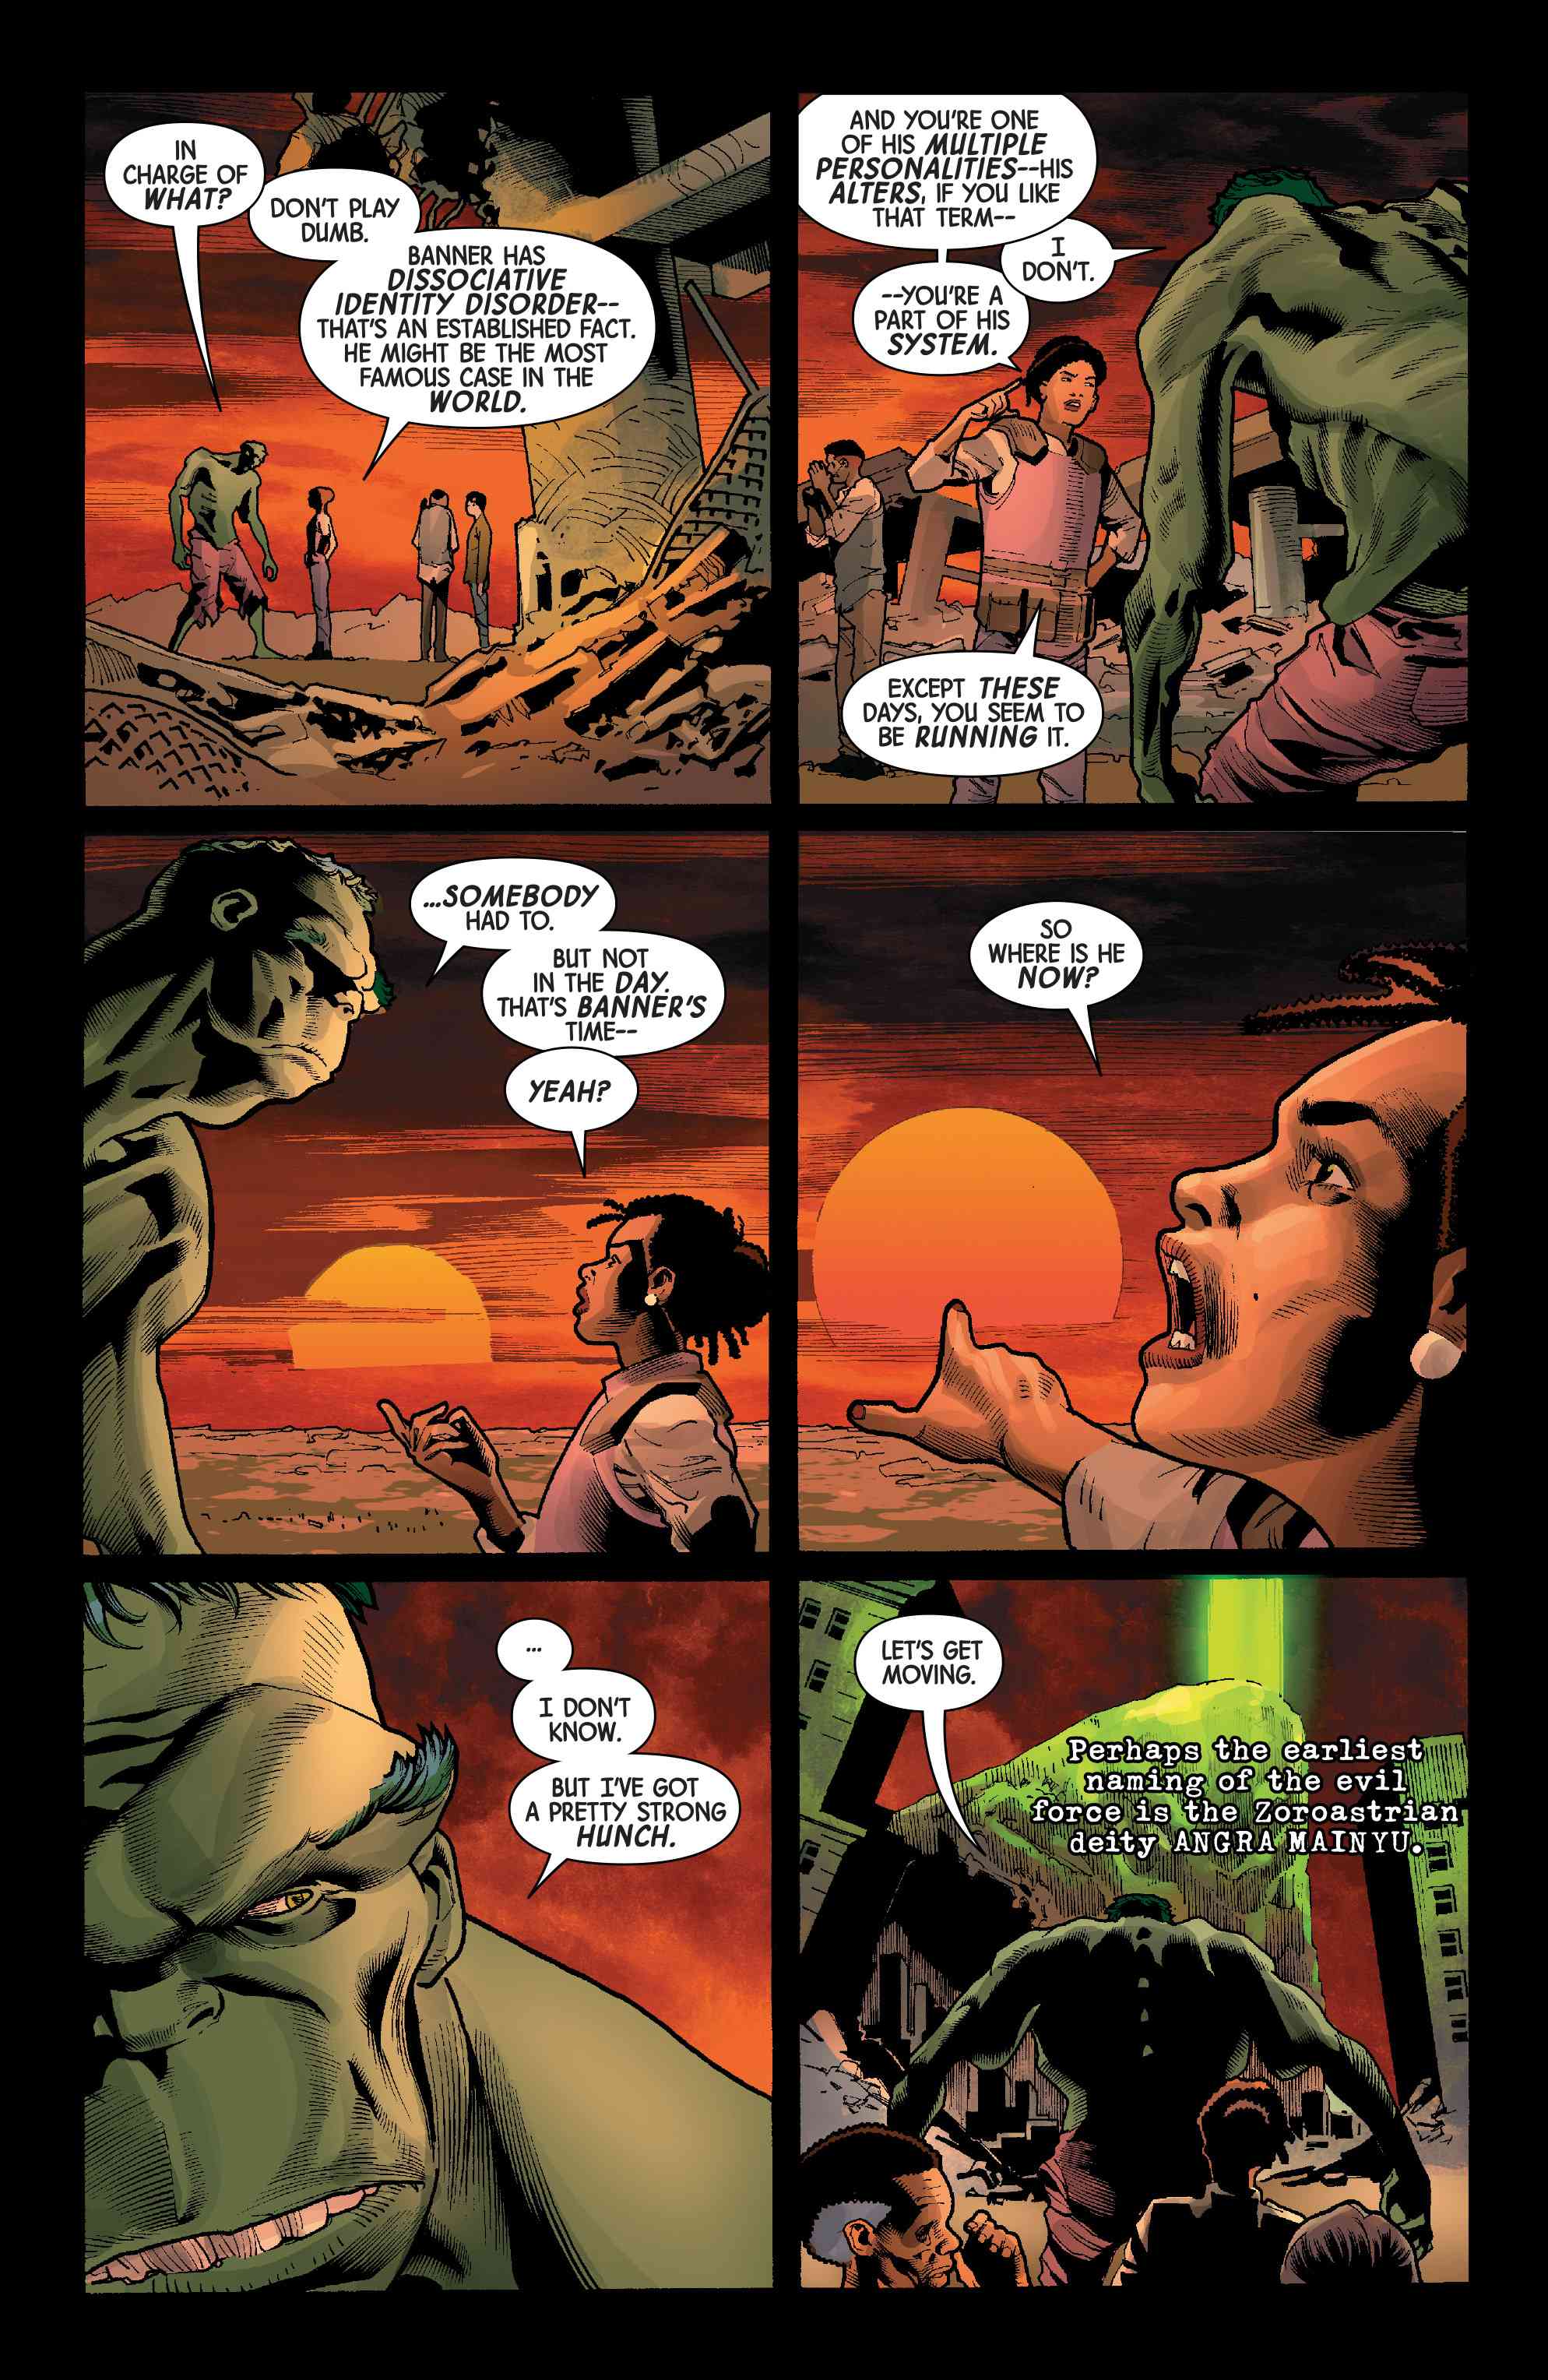 IN
CHARGE OF
WHAT?
DON'T PLAY
DUMB.
BANNER HAS
DISSOCIATIVE
IDENTITY DISORDER--
THAT'S AN ESTABLISHED FACT.
HE MIGHT BE THE MOST
FAMOUS CASE IN THE
WORLD.
AND YOU'RE ONE
OF HIS MULTIPLE
PERSONALITIES--HIS
ALTERS, IF YOU LIKE
THAT TERM--
I
DON'T.
--YOU'RE A
PART OF HIS
SYSTEM.
EXCEPT THESE
DAYS, YOU SEEM TO
BE RUNNING IT.
...SOMEBODY
HAD TO.
BUT NOT
IN THE DAY.
THAT'S BANNER'S
TIME--
YEAH?
SO
WHERE IS HE
NOW?
...
I DON'T
KNOW.
BUT I'VE GOT
A PRETTY STRONG
HUNCH.
LET'S GET
MOVING.
Perhaps the earliest
naming of the evil
force is the Zoroastrian
deity ANGRA MAINYU.